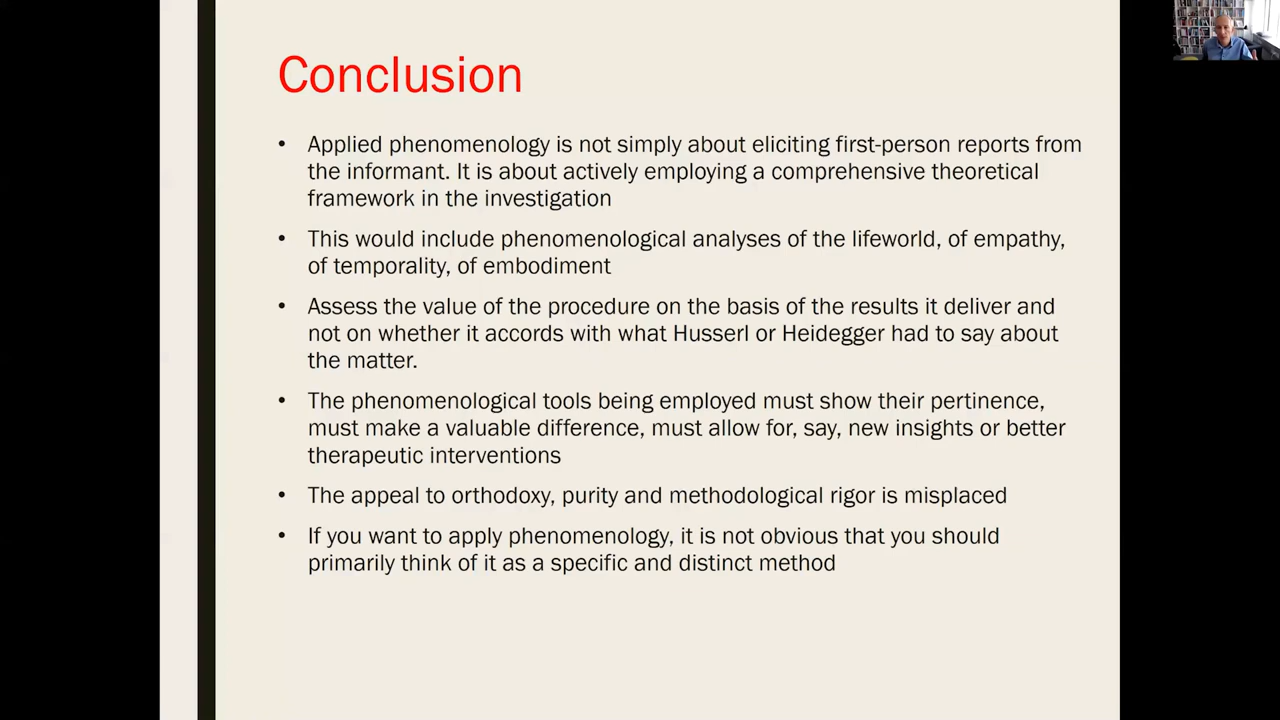 Conclusion
• Applied phenomenology is not simply about eliciting first-person reports from
the informant. It is about actively employing a comprehensive theoretical
framework in the investigation
• This would include phenomenological analyses of the lifeworld, of empathy,
of temporality, of embodiment
• Assess the value of the procedure on the basis of the results it deliver and
not on whether it accords with what Husserl or Heidegger had to say about
the matter.
• The phenomenological tools being employed must show their pertinence,
must make a valuable difference, must allow for, say, new insights or better
therapeutic interventions
• The appeal to orthodoxy, purity and methodological rigor is misplaced
• If you want to apply phenomenology, it is not obvious that you should
primarily think of it as a specific and distinct method